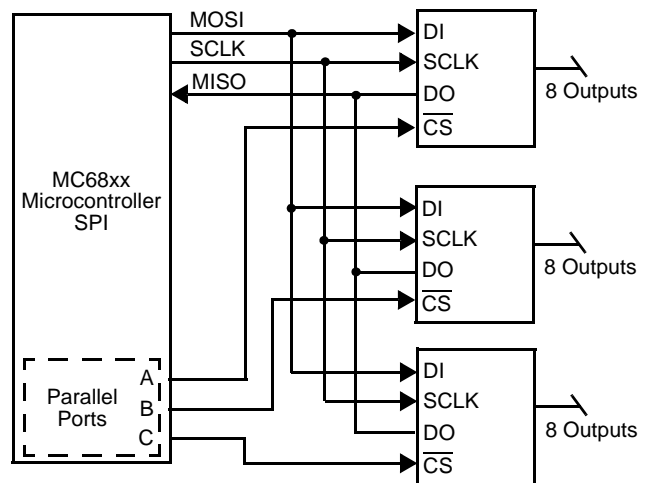 MOSI
SCLK
MISO
MC68xx
Microcontroller
SPI
Parallel
Ports
A
B
C
DI
SCLK
DO
CS
8 Outputs
DI
SCLK
DO
CS
8 Outputs
DI
SCLK
DO
CS
8 Outputs